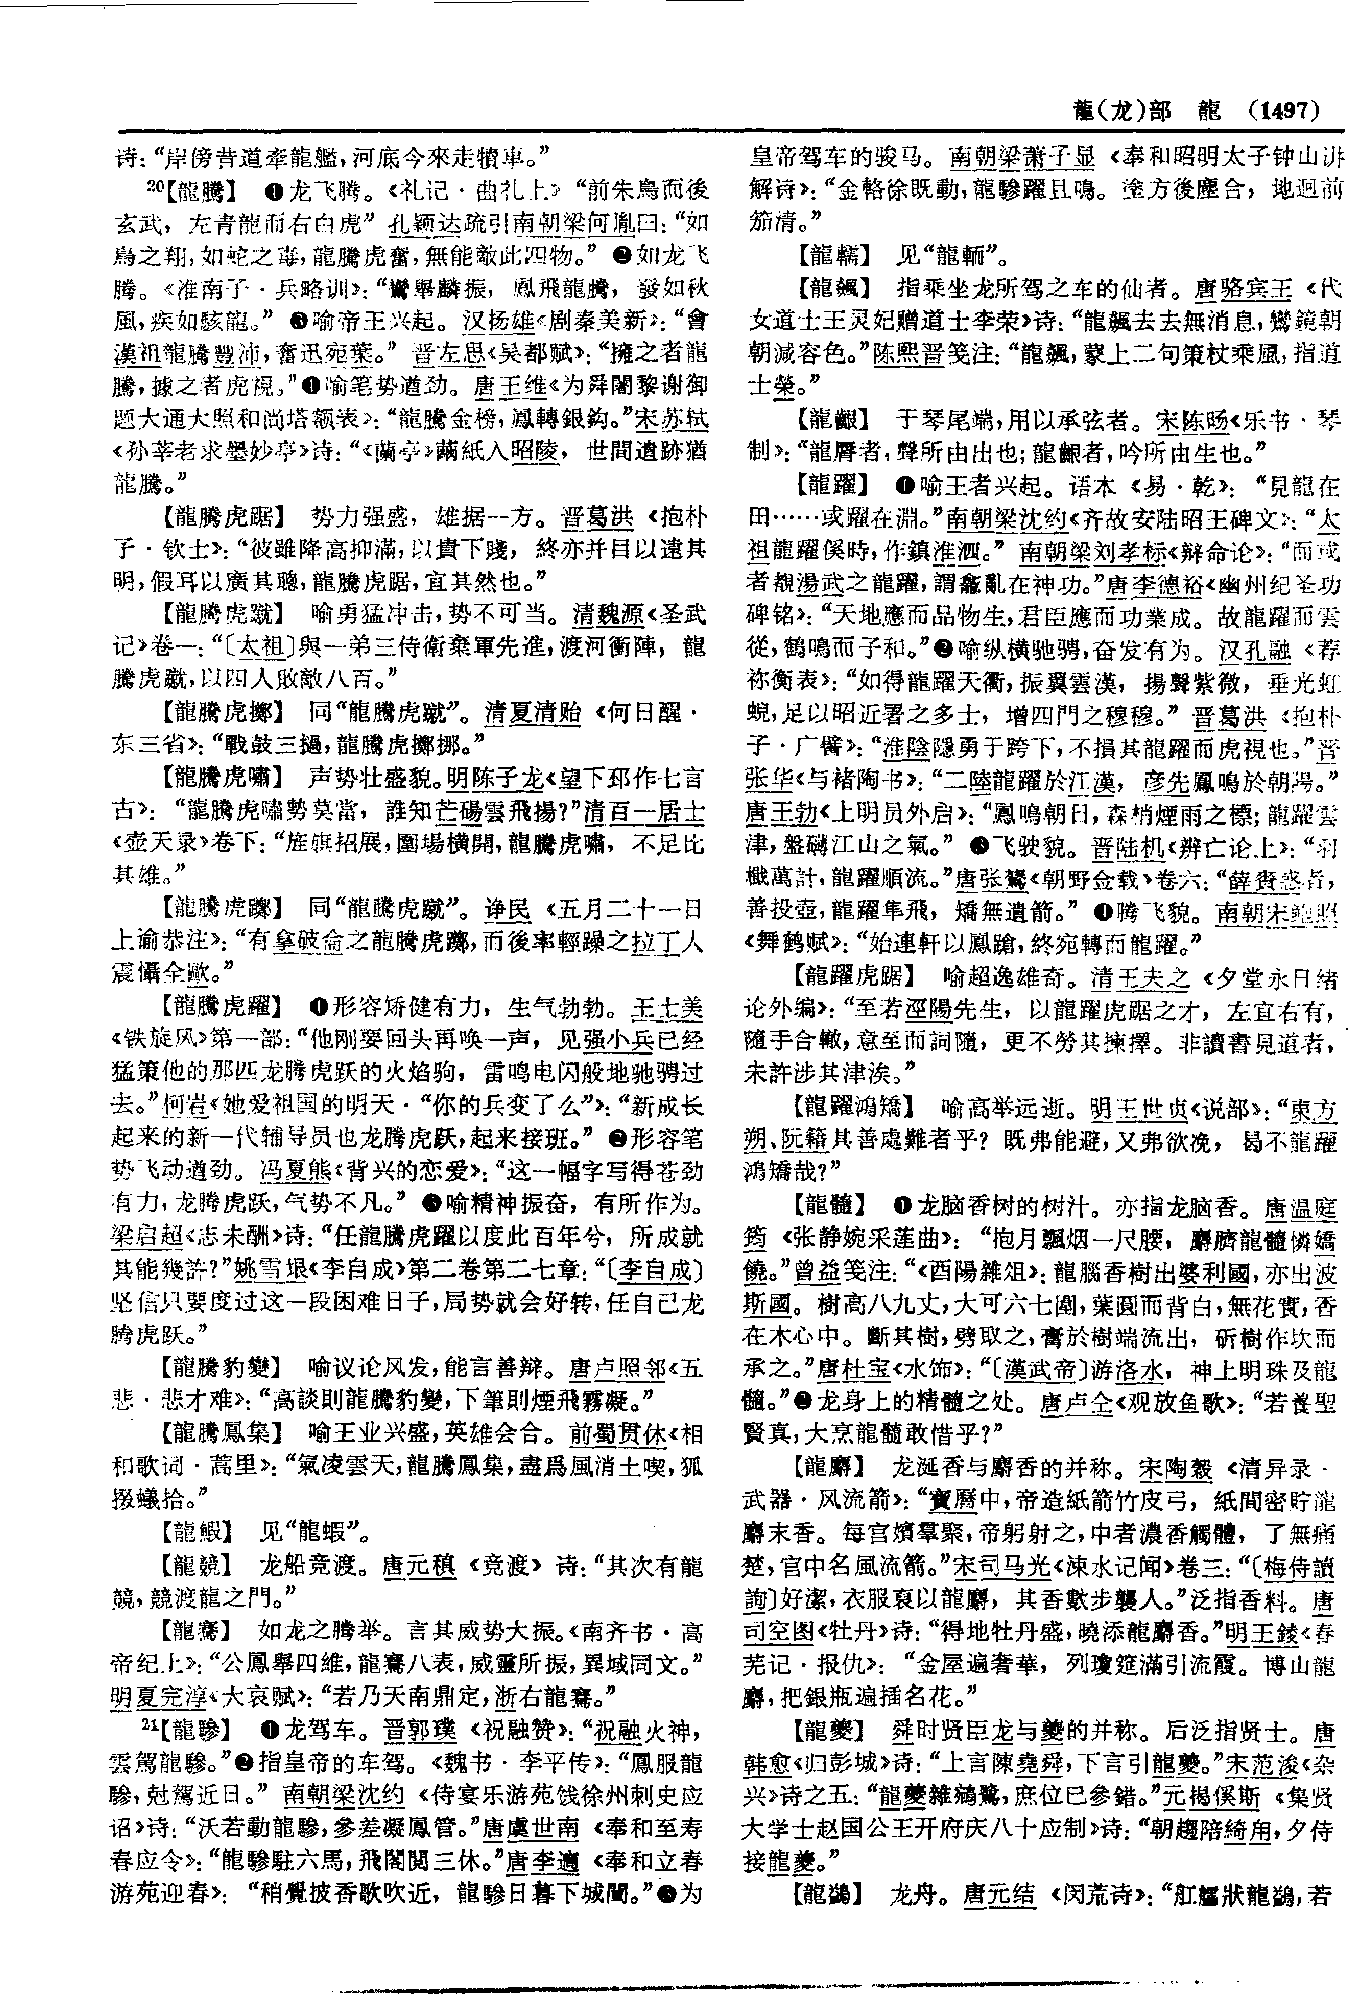 龍(龙)部　龍　(1497)
诗：“岸傍昔道牽龍艦，河底今來走犢車。”
20【龍騰】　❶龙飞腾。《礼记·曲礼上》“前朱鳥而後
玄武，左青龍而右白虎”孔颖达疏引南朝梁何胤曰：“如
鳥之翔，如蛇之毒，龍騰虎奮，無能敵此四物。”❷如龙飞
腾。《淮南子·兵略训》：“鸞舉麟振，鳳飛龍騰，發如秋
風，疾如駭龍。”❸喻帝王兴起。汉扬雄《剧秦美新》：“會
漢祖龍騰豐沛，奮迅宛葉。”晋左思《吴都赋》：“擁之者龍
騰，據之者虎視。”❹喻笔势遒劲。唐王维《为舜闍黎谢御
题大通大照和尚塔额表》：“龍騰金榜，鳳轉銀鈎。”宋苏轼
《孙莘老求墨妙亭》诗：“《蘭亭》繭紙入昭陵，世間遺跡猶
龍騰。”
【龍騰虎踞】　势力强盛，雄据一方。晋葛洪《抱朴
子·钦士》：“彼雖降高抑滿，以貴下賤，終亦并目以遠其
明，假耳以廣其聰，龍騰虎踞，宜其然也。”
【龍騰虎蹴】　喻勇猛冲击，势不可当。清魏源《圣武
记》卷一：“〔太祖〕與一弟三侍衛棄軍先進，渡河衝陣，龍
騰虎蹴，以四人敗敵八百。”
【龍騰虎擲】　同“龍騰虎蹴”。清夏清贻《何日醒·
东三省》：“戰鼓三撾，龍騰虎擲挪。”
【龍騰虎嘯】　声势壮盛貌。明陈子龙《望下邳作七言
古》：“龍騰虎嘯勢莫當，誰知芒碭雲飛揚？”清百一居士
《壶天录》卷下：“旌旗招展，圍場横開，龍騰虎嘯，不足比
其雄。”
【龍騰虎躑】　同“龍騰虎蹴”。诤民《五月二十一日
上谕恭注》：“有拿破侖之龍騰虎躑，而後率輕躁之拉丁人
震懾全歐。”
【龍騰虎躍】　❶形容矫健有力，生气勃勃。王士美
《铁旋风》第一部：“他刚要回头再唤一声，见强小兵已经
猛策他的那匹龙腾虎跃的火焰驹，雷鸣电闪般地驰骋过
去。”柯岩《她爱祖国的明天·“你的兵变了么”》：“新成长
起来的新一代辅导员也龙腾虎跃，起来接班。”❷形容笔
势飞动遒劲。冯夏熊《背兴的恋爱》：“这一幅字写得苍劲
有力，龙腾虎跃，气势不凡。”❸喻精神振奋，有所作为。
梁启超《志未酬》诗：“任龍騰虎躍以度此百年兮，所成就
其能幾許？”姚雪垠《李自成》第二卷第二七章：“〔李自成〕
坚信只要度过这一段困难日子，局势就会好转，任自己龙
腾虎跃。”
【龍騰豹變】　喻议论风发，能言善辩。唐卢照邻《五
悲·悲才难》：“高談則龍騰豹變，下筆則煙飛霧凝。”
【龍騰鳳集】　喻王业兴盛，英雄会合。前蜀贯休《相
和歌词·蒿里》：“氣凌雲天，龍騰鳳集，盡爲風消土喫，狐
掇蟻拾。”
【龍鰕】　见“龍蝦”。
【龍競】　龙船竞渡。唐元稹《竞渡》诗：“其次有龍
競，競渡龍之門。”
【龍騫】　如龙之腾举。言其威势大振。《南齐书·高
帝纪上》：“公鳳舉四維，龍騫八表，威靈所振，異域同文。”
明夏完淳《大哀赋》：“若乃天南鼎定，浙右龍騫。”
21【龍驂】　❶龙驾车。晋郭璞《祝融赞》：“祝融火神，
雲駕龍驂。”❷指皇帝的车驾。《魏书·李平传》：“鳳服龍
驂，剋駕近日。”南朝梁沈约《侍宴乐游苑饯徐州刺史应
诏》诗：“沃若動龍驂，參差凝鳳管。”唐虞世南《奉和至寿
春应令》：“龍驂駐六馬，飛閣閲三休。”唐李適《奉和立春
游苑迎春》：“稍覺披香歌吹近，龍驂日暮下城闉。”❸为
皇帝驾车的骏马。南朝梁萧子显《奉和昭明太子钟山讲
解诗》：“金輅徐既動，龍驂躍且鳴。塗方後塵合，地迥前
笳清。”
【龍轜】　见“龍輀”。
【龍飆】　指乘坐龙所驾之车的仙者。唐骆宾王《代
女道士王灵妃赠道士李荣》诗：“龍飆去去無消息，鸞鏡朝
朝減容色。”陈熙晋笺注：“龍飆，蒙上二句策杖乘風，指道
士榮。”
【龍齦】　于琴尾端，用以承弦者。宋陈旸《乐书·琴
制》：“龍脣者，聲所由出也；龍齦者，吟所由生也。”
【龍躍】　❶喻王者兴起。语本《易·乾》：“見龍在
田……或躍在淵。”南朝梁沈约《齐故安陆昭王碑文》：“太
祖龍躍俟時，作鎮淮泗。”南朝梁刘孝标《辩命论》：“而或
者覩湯武之龍躍，謂龕亂在神功。”唐李德裕《幽州纪圣功
碑铭》：“天地應而品物生，君臣應而功業成。故龍躍而雲
從，鶴鳴而子和。”❷喻纵横驰骋，奋发有为。汉孔融《荐
祢衡表》：“如得龍躍天衢，振翼雲漢，揚聲紫微，垂光虹
蜺，足以昭近署之多士，增四門之穆穆。”晋葛洪《抱朴
子·广譬》：“淮陰隱勇于跨下，不損其龍躍而虎視也。”晋
张华《与褚陶书》：“二陸龍躍於江漢，彦先鳳鳴於朝陽。”
唐王勃《上明员外启》：“鳳鳴朝日，森梢煙雨之標；龍躍雲
津，盤礴江山之氣。”❸飞驶貌。晋陆机《辨亡论上》：“羽
檝萬計，龍躍順流。”唐张鷟《朝野佥载》卷六：“薛賚惑者，
善投壺，龍躍隼飛，矯無遺箭。”❹腾飞貌。南朝宋鲍照
《舞鹤赋》：“始連軒以鳳蹌，終宛轉而龍躍。”
【龍躍虎踞】　喻超逸雄奇。清王夫之《夕堂永日绪
论外编》：“至若涇陽先生，以龍躍虎踞之才，左宜右有，
隨手合轍，意至而詞隨，更不勞其揀擇。非讀書見道者，
未許涉其津涘。”
【龍躍鴻矯】　喻高举远逝。明王世贞《说部》：“東方
朔、阮籍其善處難者乎？既弗能避，又弗欲浼，曷不龍躍
鴻矯哉？”
【龍髓】　❶龙脑香树的树汁。亦指龙脑香。唐温庭
筠《张静婉采莲曲》：“抱月飄烟一尺腰，麝臍龍髓憐嬌
饒。”曾益笺注：“《酉陽雜俎》：龍腦香樹出婆利國，亦出波
斯國。樹高八九丈，大可六七圍，葉圓而背白，無花實，香
在木心中。斷其樹，劈取之，膏於樹端流出，斫樹作坎而
承之。”唐杜宝《水饰》：“〔漢武帝〕游洛水，神上明珠及龍
髓。”❷龙身上的精髓之处。唐卢仝《观放鱼歌》：“若養聖
賢真，大烹龍髓敢惜乎？”
【龍麝】　龙涎香与麝香的并称。宋陶穀《清异录·
武器·风流箭》：“寶曆中，帝造紙箭竹皮弓，紙間密貯龍
麝末香。每宫嬪羣聚，帝躬射之，中者濃香觸體，了無痛
楚，宫中名風流箭。”宋司马光《涑水记闻》卷三：“〔梅侍讀
詢〕好潔，衣服裛以龍麝，其香數步襲人。”泛指香料。唐
司空图《牡丹》诗：“得地牡丹盛，曉添龍麝香。”明王錂《春
芜记·报仇》：“金屋遍奢華，列瓊筵滿引流霞。博山龍
麝，把銀瓶遍插名花。”
【龍夔】　舜时贤臣龙与夔的并称。后泛指贤士。唐
韩愈《归彭城》诗：“上言陳堯舜，下言引龍夔。”宋范浚《杂
兴》诗之五：“龍夔雜鵷鷺，庶位已參錯。”元揭傒斯《集贤
大学士赵国公王开府庆八十应制》诗：“朝趨陪綺甪，夕侍
接龍夔。”
【龍鷁】　龙舟。唐元结《闵荒诗》：“舡艫狀龍鷁，若